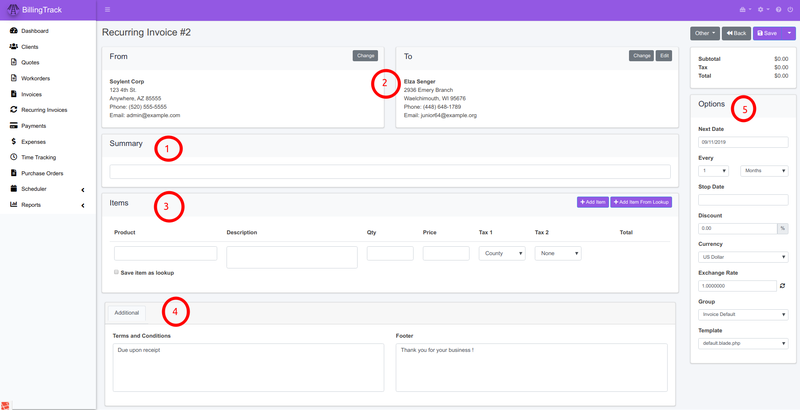 BillingTrack
Dashboard
Clients
Quotes
Workorders
Invoices
Recurring Invoices
Payments
Expenses
Time Tracking
Purchase Orders
Scheduler
Reports
Recurring Invoice #2
Other
Back
Save
From
Change
Soylent Corp
123 4th St.
Anywhere, AZ 85555
Phone: (520) 555-5555
Email: admin@example.com
2
To
Change
Edit
Elza Senger
2936 Emery Branch
Waelchimouth, WI 95676
Phone: (448) 648-1789
Email: junior64@example.org
Subtotal $0.00
Tax $0.00
Total $0.00
Summary
1
Items
3
Add Item
Add Item From Lookup
Product Description Qty Price Tax 1 Tax 2 Total
County None
Save item as lookup
Additional
4
Terms and Conditions
Due upon receipt
Footer
Thank you for your business !
Options
5
Next Date
09/11/2019
Every
1 Months
Stop Date
Discount
0.00 %
Currency
US Dollar
Exchange Rate
1.0000000
Group
Invoice Default
Template
default.blade.php